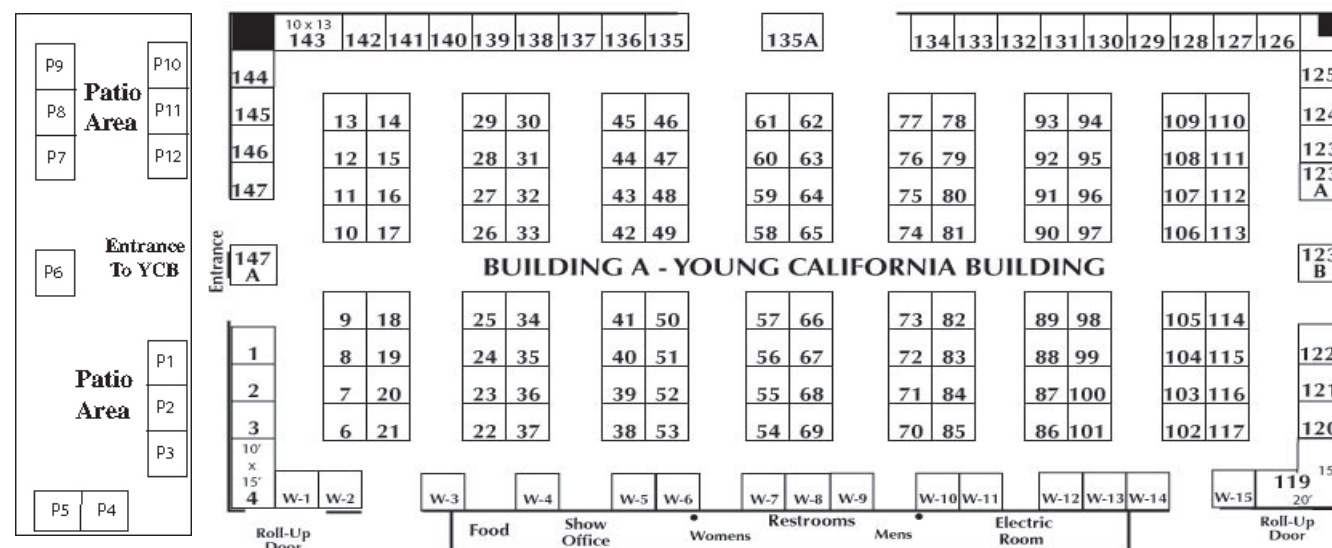 10 x 13
143 142 141 140 139 138 137 136 135 135A 134 133 132 131 130 129 128 127 126
P9 P10
Patio
Area
P8 P11
P7 P12
144 125
145 13 14 29 30 45 46 61 62 77 78 93 94 109 110 124
146 12 15 28 31 44 47 60 63 76 79 92 95 108 111 123
147 11 16 27 32 43 48 59 64 75 80 91 96 107 112 123
A
10 17 26 33 42 49 58 65 74 81 90 97 106 113
Entrance
To YCB
P6
Entrance
147
A
BUILDING A - YOUNG CALIFORNIA BUILDING
123
B
9 18 25 34 41 50 57 66 73 82 89 98 105 114
P1
1 8 19 24 35 40 51 56 67 72 83 88 99 104 115 122
Patio
Area
P2
2 7 20 23 36 39 52 55 68 71 84 87 100 103 116 121
3 6 21 22 37 38 53 54 69 70 85 86 101 102 117 120
P3
10'
x
15'
4 W-1 W-2 W-3 W-4 W-5 W-6 W-7 W-8 W-9 W-10 W-11 W-12 W-13 W-14 W-15 119 15
20'
P5 P4
Roll-Up
Door
Food
Show
Office
Womens
Restrooms
Mens
Electric
Room
Roll-Up
Door